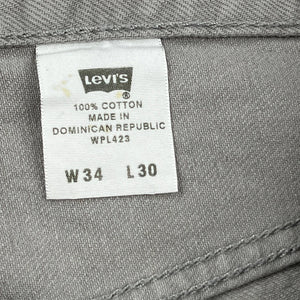 Levi's
®
100% COTTON
MADE IN
DOMINICAN REPUBLIC
WPL423
W34 L30